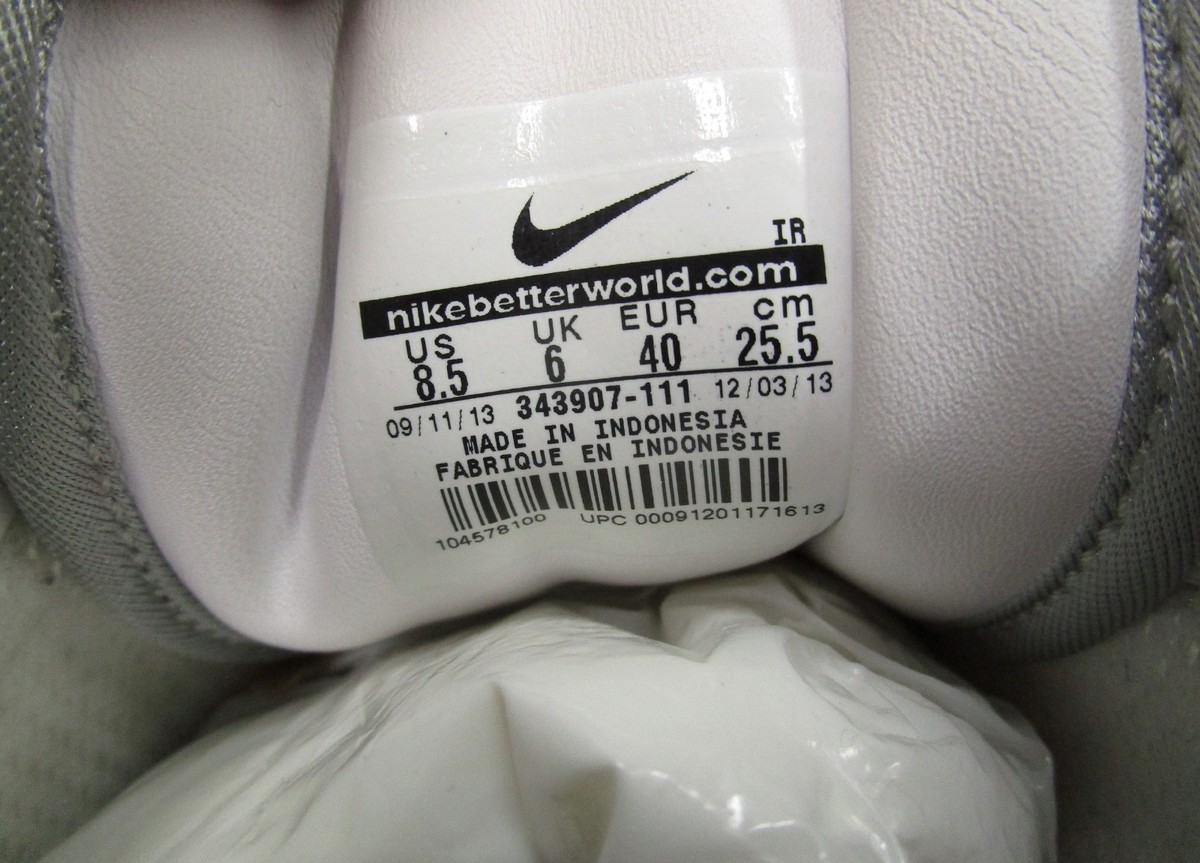 IR
nikebetterworld.com
US UK EUR cm
8.5 6 40 25.5
09/11/13 343907-111 12/03/13
MADE IN INDONESIA
FABRIQUE EN INDONESIE
104578100 UPC 00091201171613